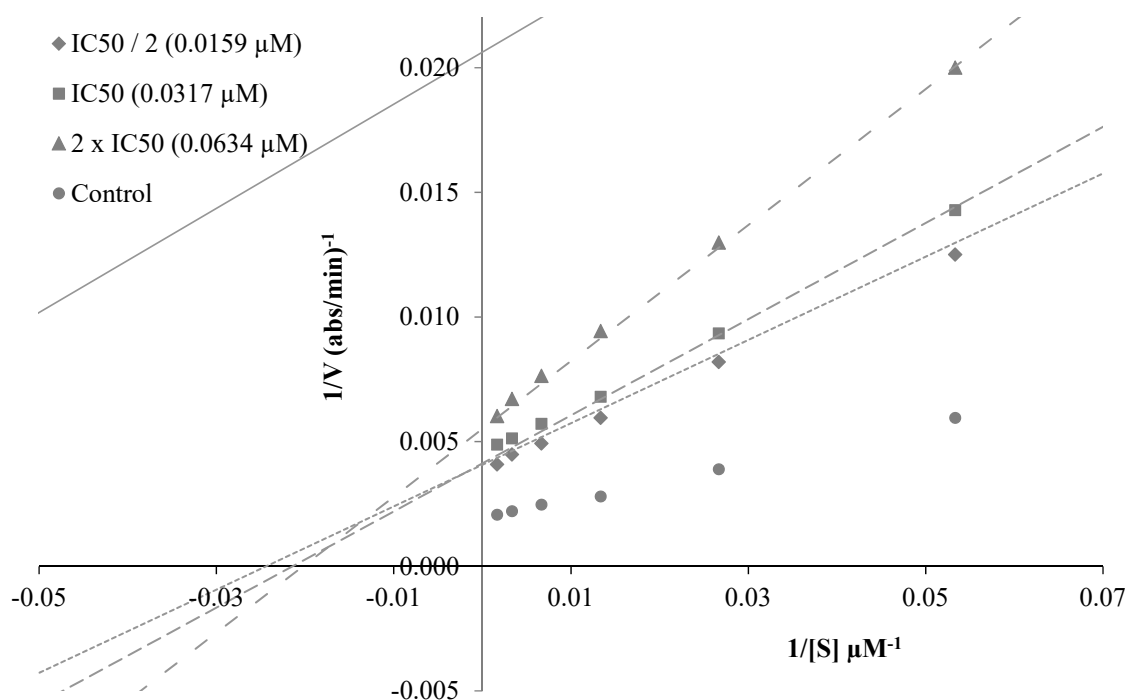 IC50 / 2 (0.0159 µM)
IC50 (0.0317 µM)
2 x IC50 (0.0634 µM)
Control
0.020
0.015
0.010
0.005
0.000
-0.005
1/V (abs/min)⁻¹
-0.05
-0.03
-0.01
0.01
0.03
0.05
0.07
1/[S] µM⁻¹